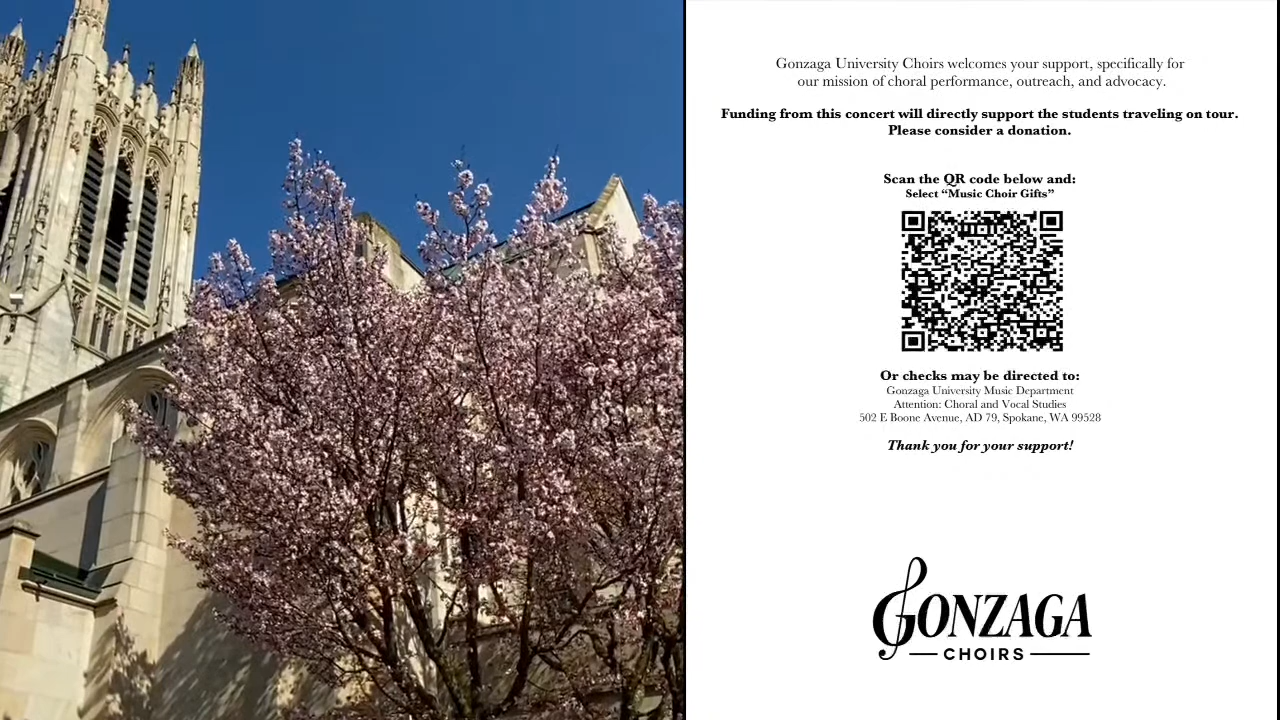 Gonzaga University Choirs welcomes your support, specifically for
our mission of choral performance, outreach, and advocacy.
Funding from this concert will directly support the students traveling on tour.
Please consider a donation.
Scan the QR code below and:
Select “Music Choir Gifts”
Or checks may be directed to:
Gonzaga University Music Department
Attention: Choral and Vocal Studies
502 E Boone Avenue, AD 79, Spokane, WA 99528
Thank you for your support!
GONZAGA
CHOIRS